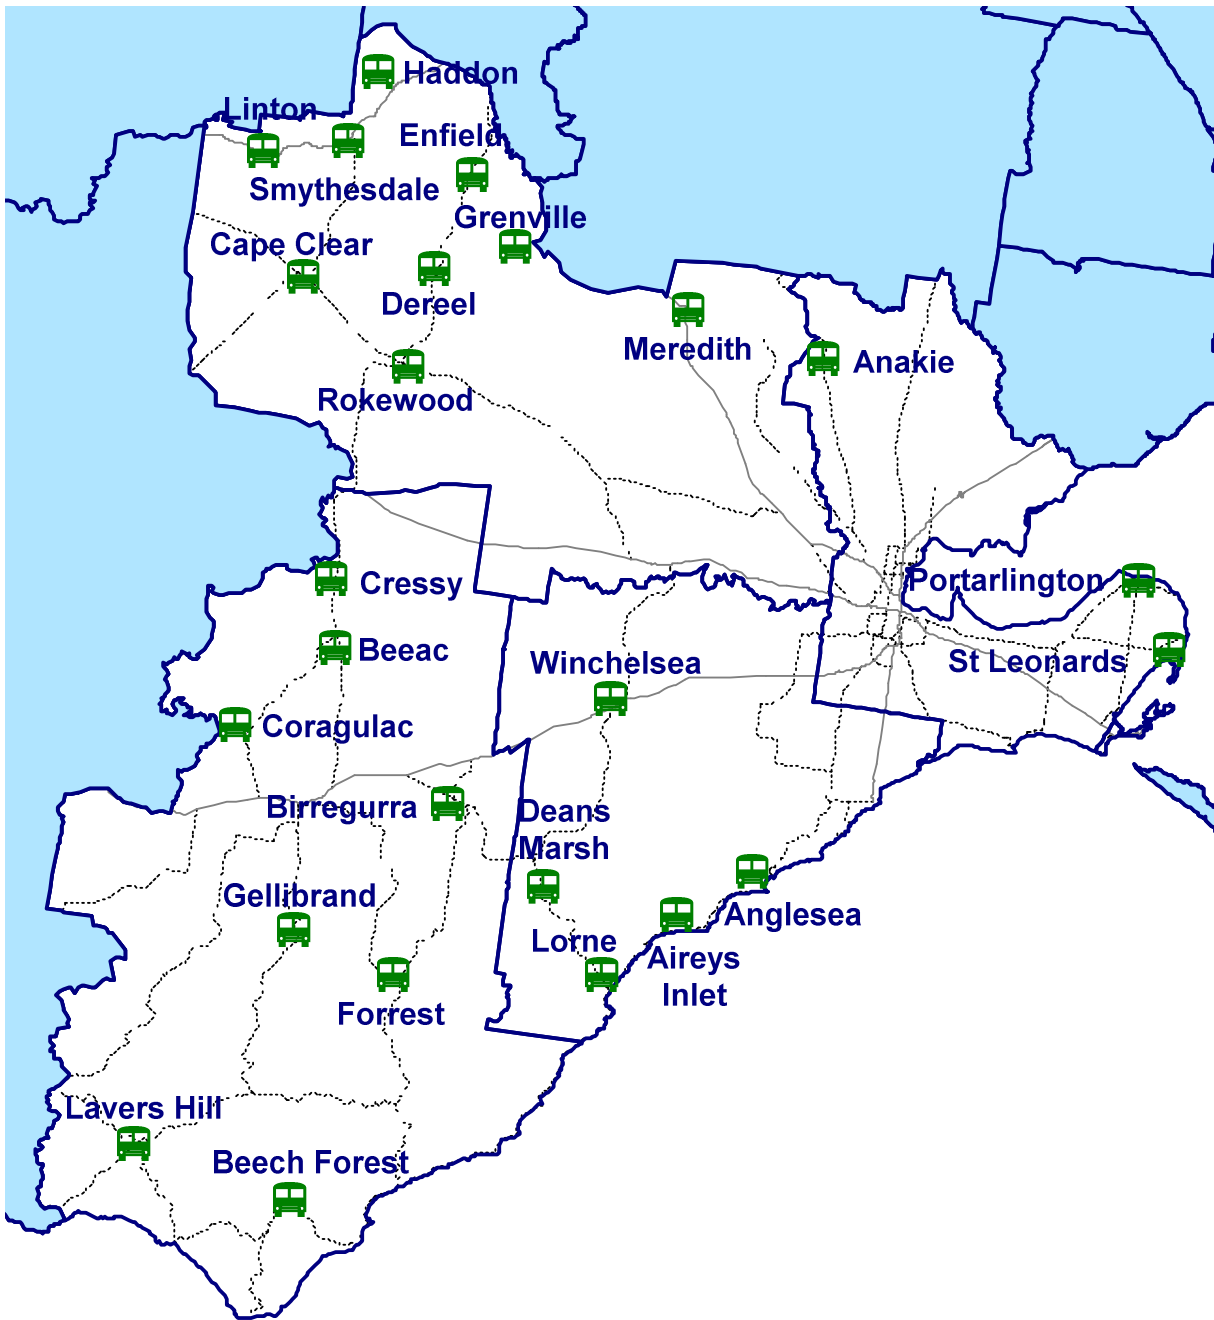 Haddon
Linton
Enfield
Smythesdale
Grenville
Cape Clear
Dereel
Meredith
Anakie
Rokewood
Cressy
Portarlington
Beeac
St Leonards
Winchelsea
Coragulac
Birregurra
Deans
Marsh
Gellibrand
Anglesea
Lorne
Aireys
Inlet
Forrest
Lavers Hill
Beech Forest